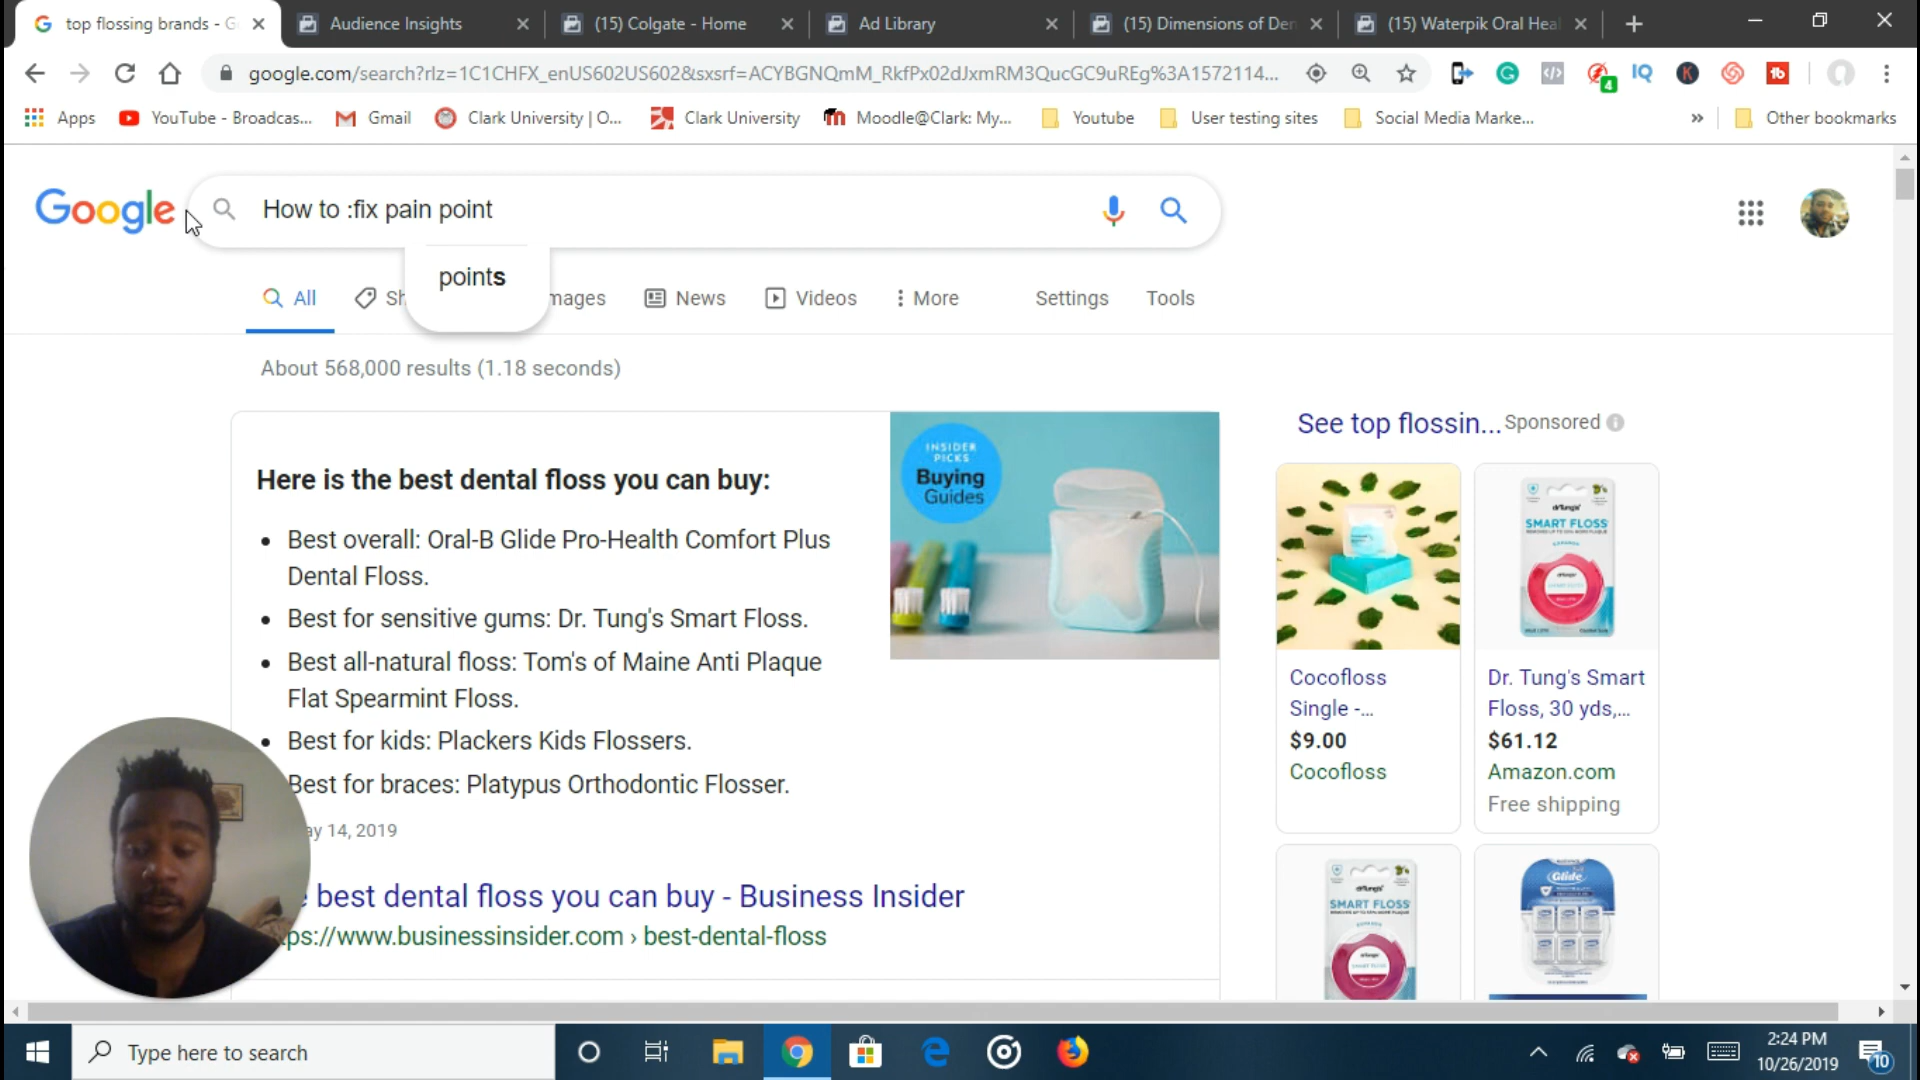 top flossing brands - G
Audience Insights
(15) Colgate - Home
Ad Library
(15) Dimensions of Den
(15) Waterpik Oral Heal
google.com/search?rlz=1C1CHFX_enUS602US602&sxsrf=ACYBGNQmM_RkfPx02dJxmRM3QucGC9uREg%3A1572114...
4
IQ
K
Apps
YouTube - Broadcas...
Gmail
Clark University | O...
Clark University
Moodle@Clark: My...
Youtube
User testing sites
Social Media Marke...
»
Other bookmarks
Google
How to :fix pain point
points
All
Sh
mages
News
Videos
More
Settings
Tools
About 568,000 results (1.18 seconds)
Here is the best dental floss you can buy:
• Best overall: Oral-B Glide Pro-Health Comfort Plus
Dental Floss.
• Best for sensitive gums: Dr. Tung's Smart Floss.
• Best all-natural floss: Tom's of Maine Anti Plaque
Flat Spearmint Floss.
• Best for kids: Plackers Kids Flossers.
Best for braces: Platypus Orthodontic Flosser.
ay 14, 2019
best dental floss you can buy - Business Insider
ps://www.businessinsider.com › best-dental-floss
INSIDER
PICKS
Buying
Guides
See top flossin...
Sponsored
SMART FLOSS
Cocofloss
Single -...
$9.00
Cocofloss
Dr. Tung's Smart
Floss, 30 yds,...
$61.12
Amazon.com
Free shipping
SMART FLOSS
Glide
Type here to search
2:24 PM
10/26/2019
10